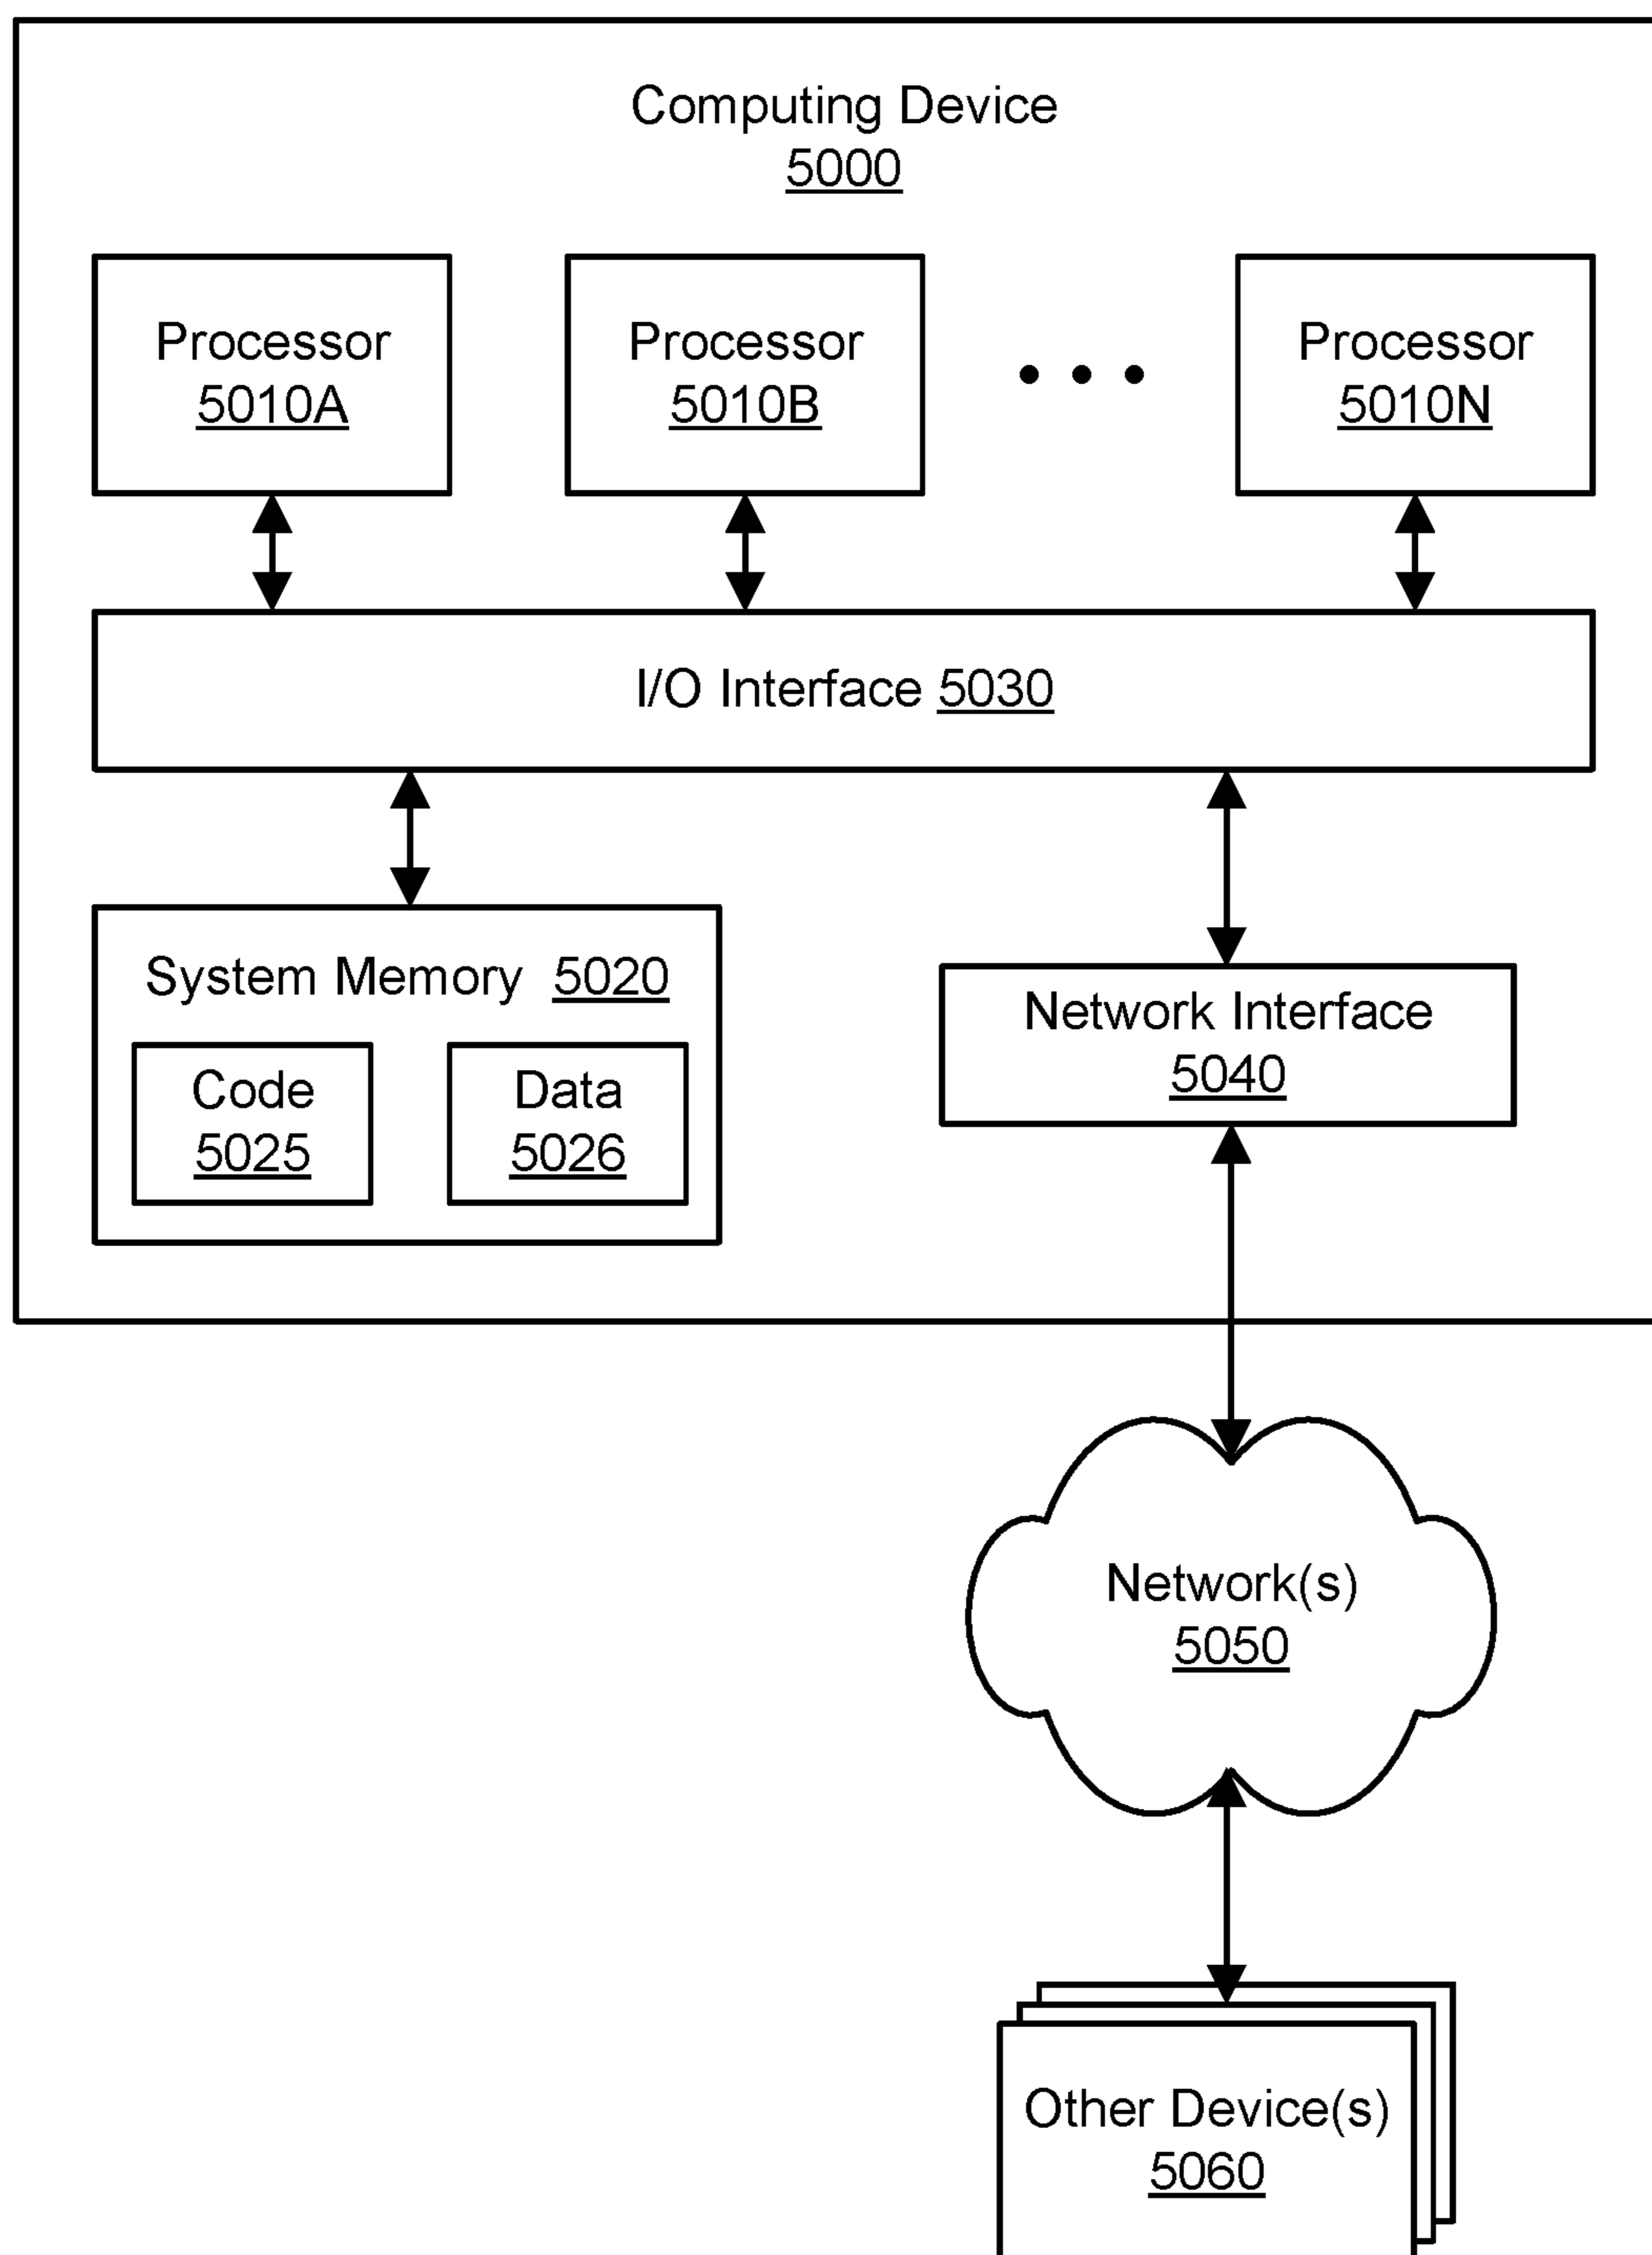 Computing Device
5000
Processor
5010A
Processor
5010B
Processor
5010N
I/O Interface 5030
System Memory 5020
Code
5025
Data
5026
Network Interface
5040
Network(s)
5050
Other Device(s)
5060